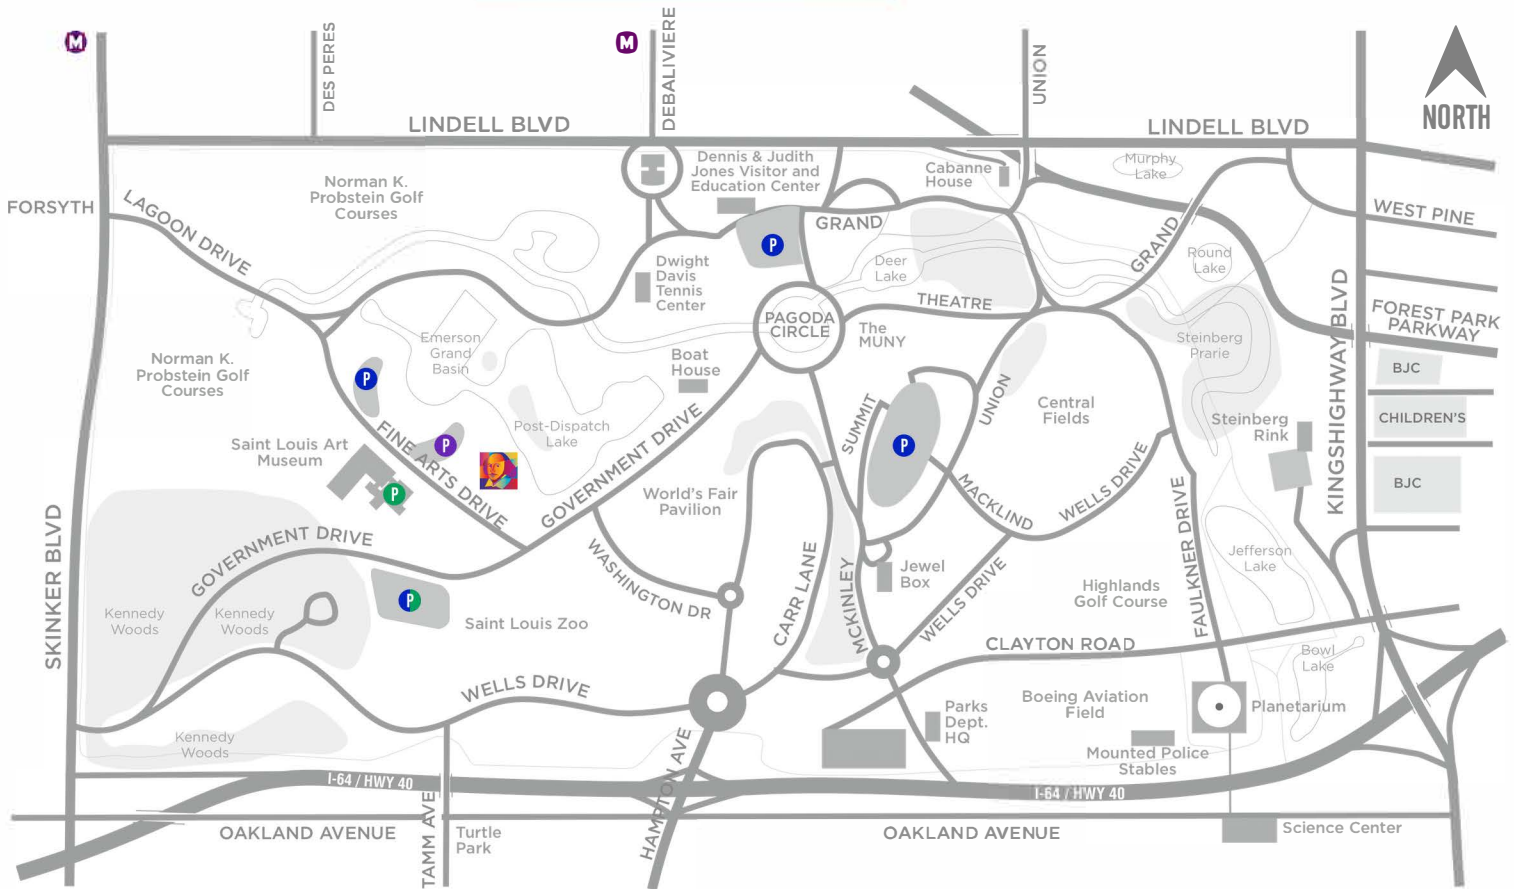 M
M
DES PERES
DEBALIVIERE
UNION
NORTH
LINDELL BLVD
LINDELL BLVD
Dennis & Judith
Jones Visitor and
Education Center
Cabanne
House
Murphy
Lake
Norman K.
Probstein Golf
Courses
FORSYTH
LAGOON DRIVE
WEST PINE
GRAND
P
GRAND
Round
Lake
Deer
Lake
Dwight
Davis
Tennis
Center
THEATRE
PAGODA
CIRCLE
The
MUNY
FOREST PARK
PARKWAY
KINGSHIGHWAY BLVD
Steinberg
Prarie
Emerson
Grand
Basin
Boat
House
Norman K.
Probstein Golf
Courses
P
BJC
CHILDREN'S
BJC
UNION
Central
Fields
SUMMIT
P
Steinberg
Rink
Post-Dispatch
Lake
FINE ARTS DRIVE
P
Saint Louis Art
Museum
P
GOVERNMENT DRIVE
World's Fair
Pavilion
MACKLIND
WELLS DRIVE
FAULKNER DRIVE
SKINKER BLVD
GOVERNMENT DRIVE
WASHINGTON DR
CARR LANE
MCKINLEY
Jewel
Box
WELLS DRIVE
Highlands
Golf Course
Jefferson
Lake
Kennedy
Woods
Kennedy
Woods
P
Saint Louis Zoo
CLAYTON ROAD
Bowl
Lake
WELLS DRIVE
Boeing Aviation
Field
Planetarium
Parks
Dept.
HQ
Kennedy
Woods
Mounted Police
Stables
I-64 / HWY 40
HAMPTON AVE
I-64 / HWY 40
TAMM AVE
OAKLAND AVENUE
Turtle
Park
OAKLAND AVENUE
Science Center